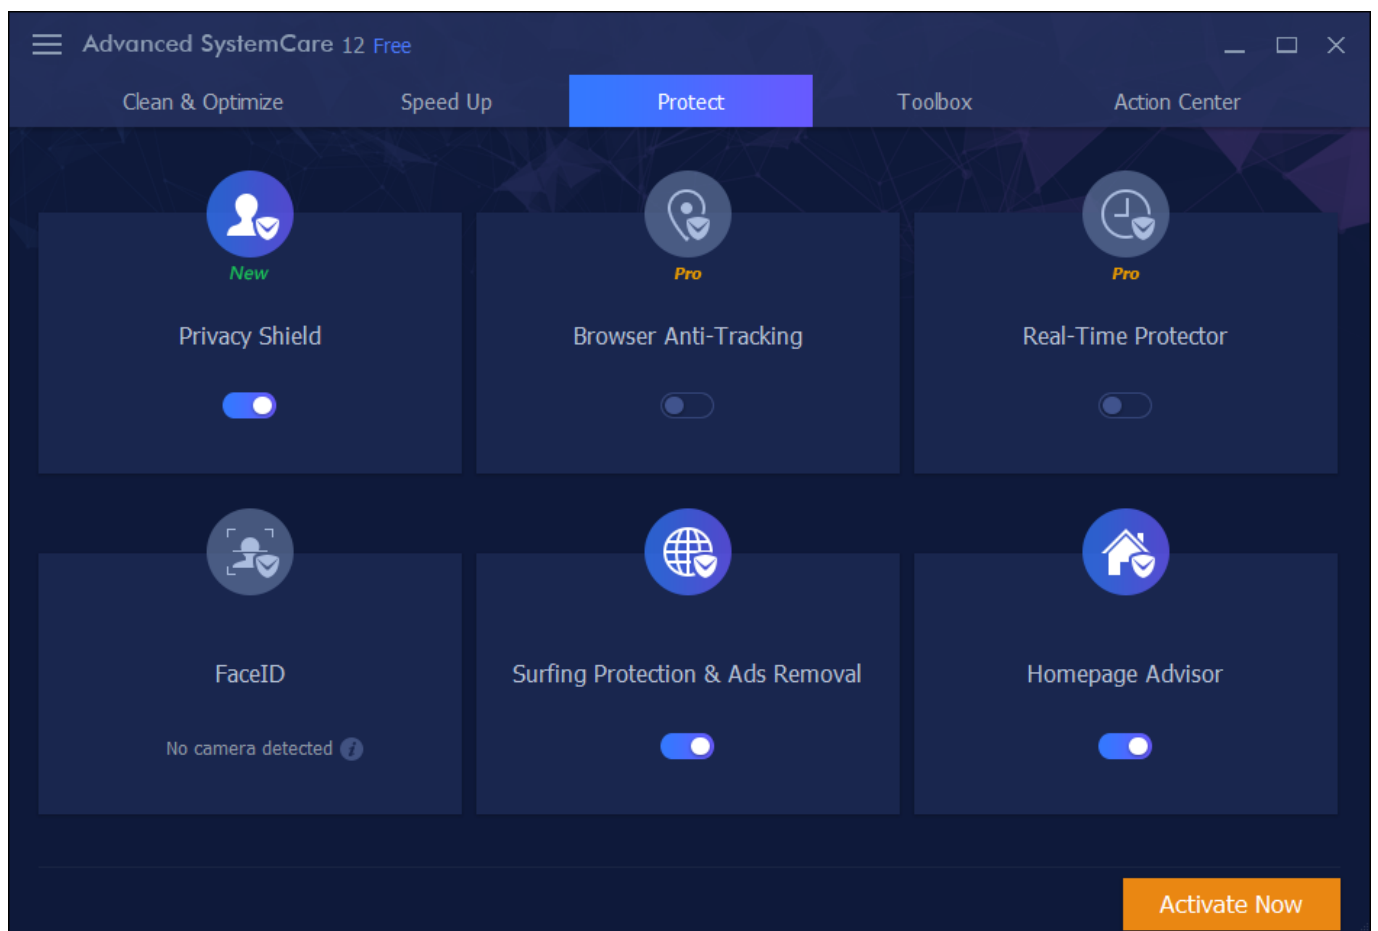 Advanced SystemCare 12 Free
Clean & Optimize
Speed Up
Protect
Toolbox
Action Center
New
Pro
Pro
Privacy Shield
Browser Anti-Tracking
Real-Time Protector
FaceID
Surfing Protection & Ads Removal
Homepage Advisor
No camera detected i
Activate Now